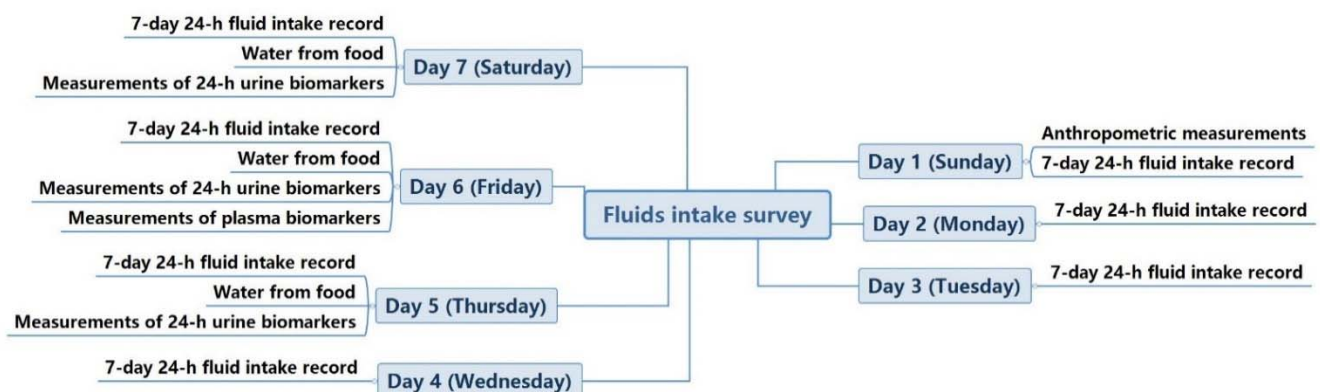 Fluids intake survey
Day 1 (Sunday)
Anthropometric measurements
7-day 24-h fluid intake record
Day 2 (Monday)
7-day 24-h fluid intake record
Day 3 (Tuesday)
7-day 24-h fluid intake record
Day 4 (Wednesday)
7-day 24-h fluid intake record
Day 5 (Thursday)
7-day 24-h fluid intake record
Water from food
Measurements of 24-h urine biomarkers
Day 6 (Friday)
7-day 24-h fluid intake record
Water from food
Measurements of 24-h urine biomarkers
Measurements of plasma biomarkers
Day 7 (Saturday)
7-day 24-h fluid intake record
Water from food
Measurements of 24-h urine biomarkers